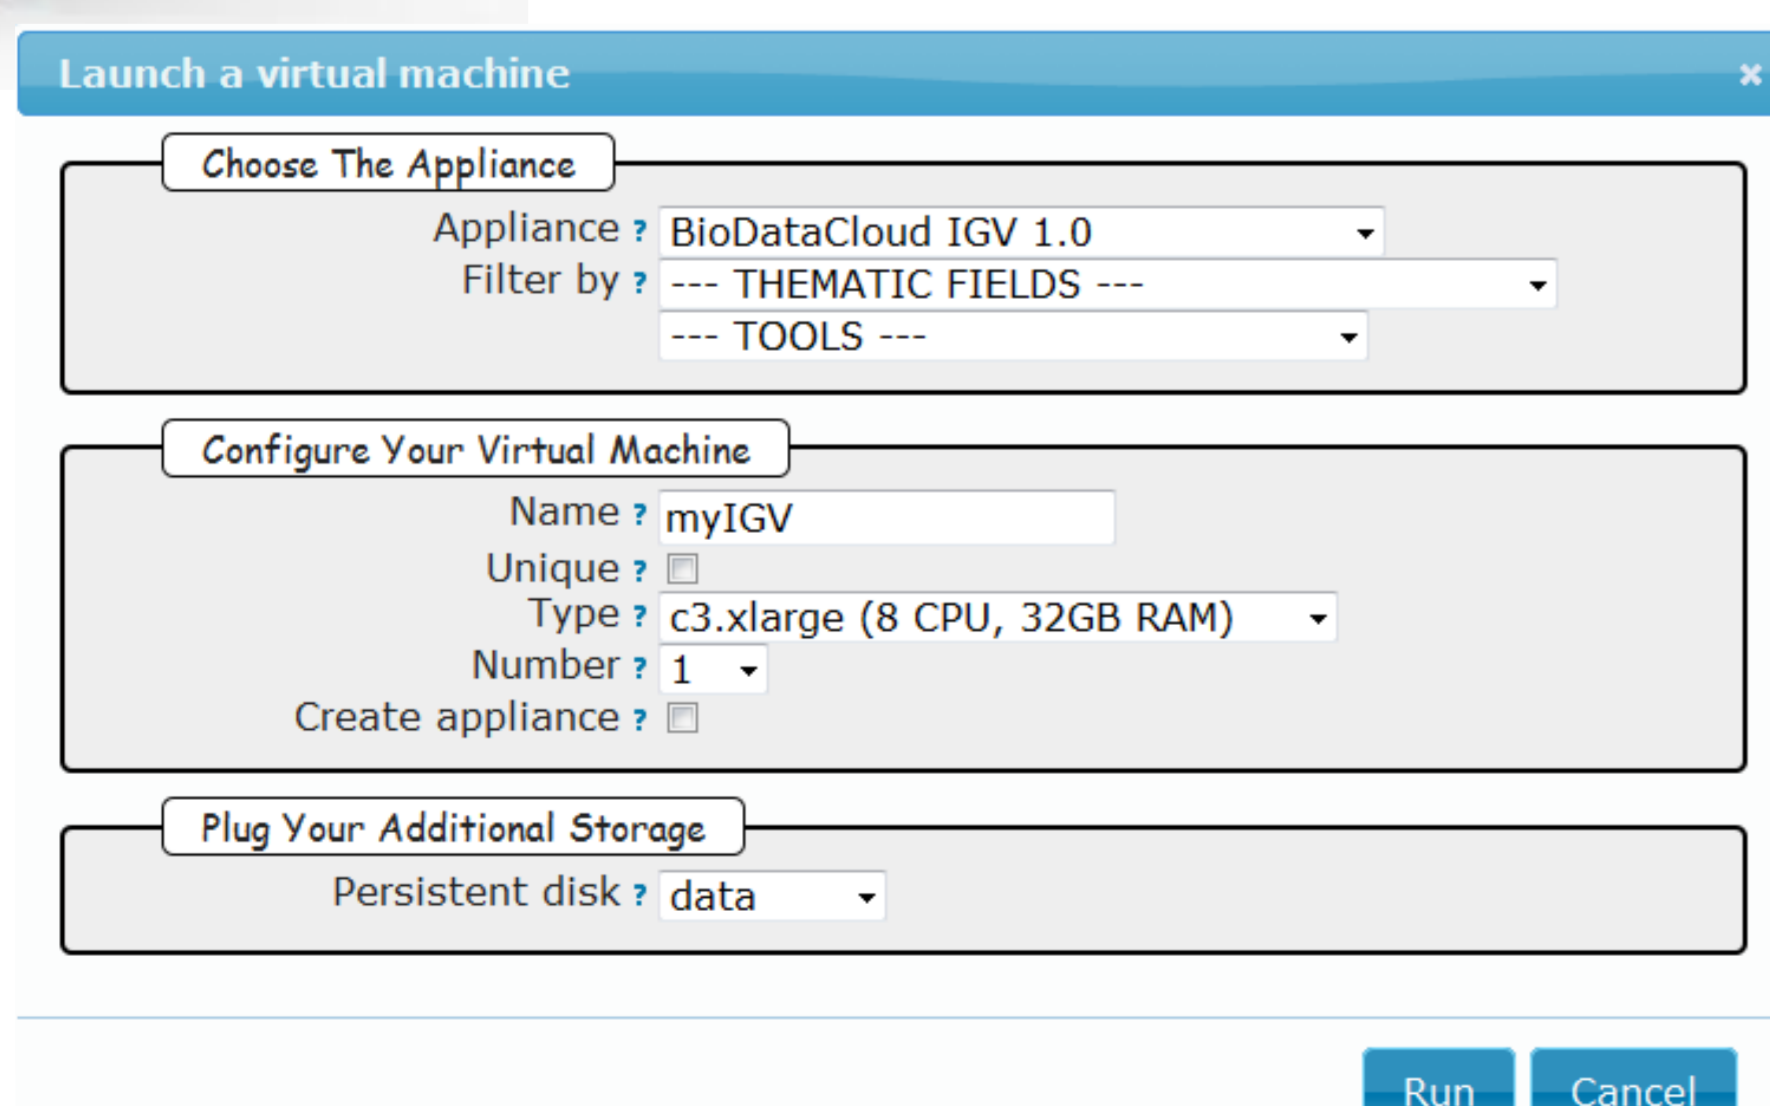 Launch a virtual machine ×
Choose The Appliance
Appliance ? BioDataCloud IGV 1.0
Filter by ? --- THEMATIC FIELDS ---
--- TOOLS ---
Configure Your Virtual Machine
Name ? myIGV
Unique ?
Type ? c3.xlarge (8 CPU, 32GB RAM)
Number ? 1
Create appliance ?
Plug Your Additional Storage
Persistent disk ? data
Run Cancel